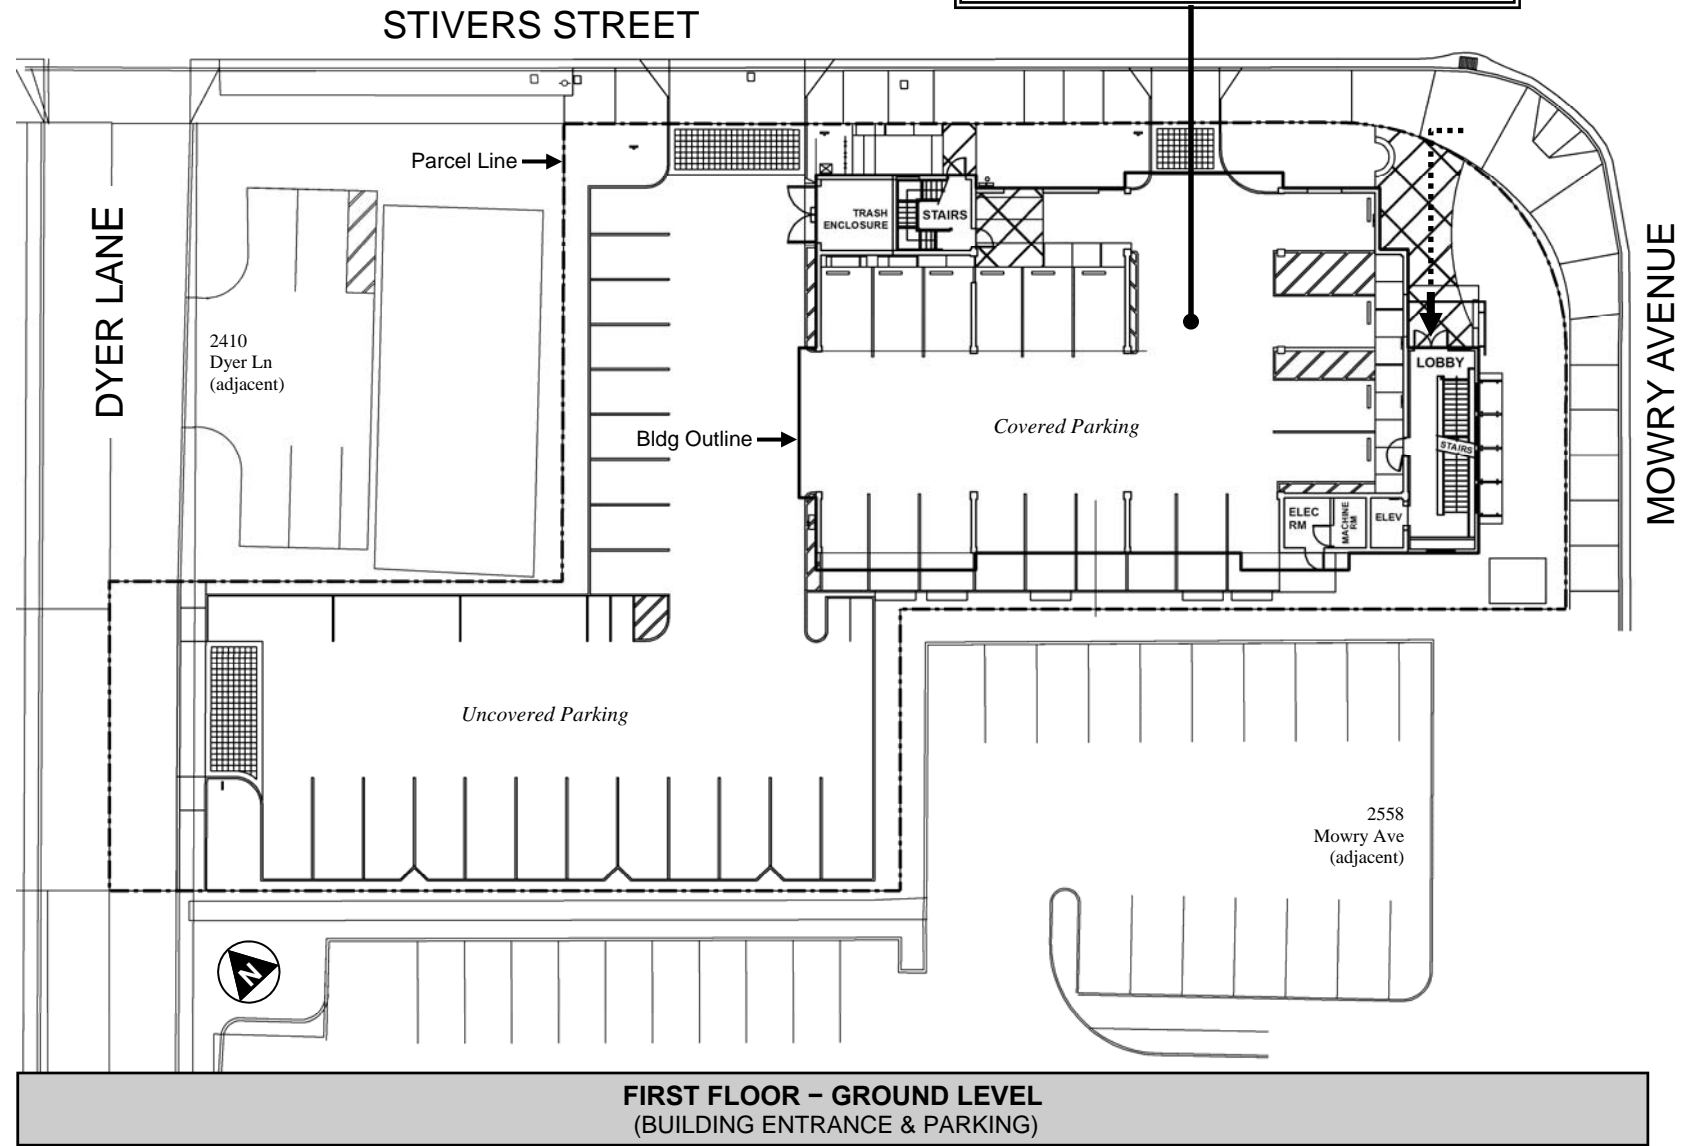 STIVERS STREET
Parcel Line
DYER LANE
TRASH
ENCLOSURE
STAIRS
MOWRY AVENUE
2410
Dyer Ln
(adjacent)
LOBBY
Bldg Outline
Covered Parking
STAIRS
ELEC
RM
MACHINE
RM
ELEV
Uncovered Parking
2558
Mowry Ave
(adjacent)
N
FIRST FLOOR – GROUND LEVEL
(BUILDING ENTRANCE & PARKING)